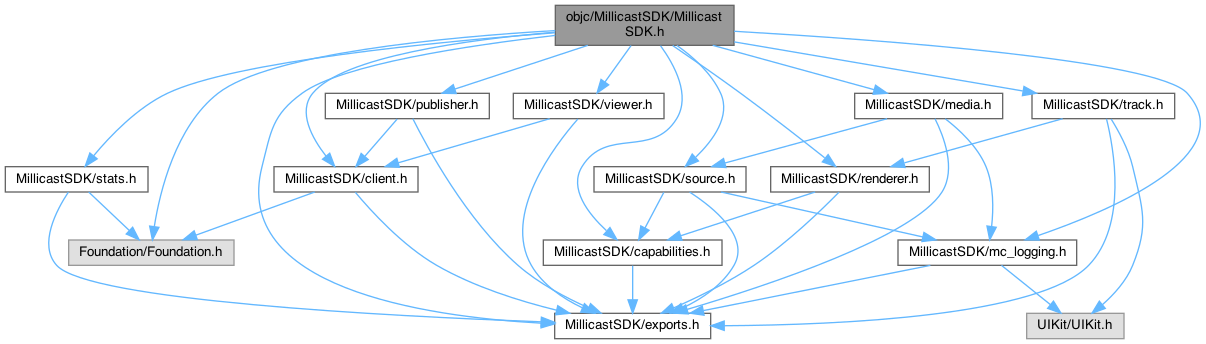 objc/MillicastSDK/Millicast
SDK.h
MillicastSDK/publisher.h
MillicastSDK/viewer.h
MillicastSDK/media.h
MillicastSDK/track.h
MillicastSDK/stats.h
MillicastSDK/client.h
MillicastSDK/source.h
MillicastSDK/renderer.h
Foundation/Foundation.h
MillicastSDK/capabilities.h
MillicastSDK/mc_logging.h
MillicastSDK/exports.h
UIKit/UIKit.h